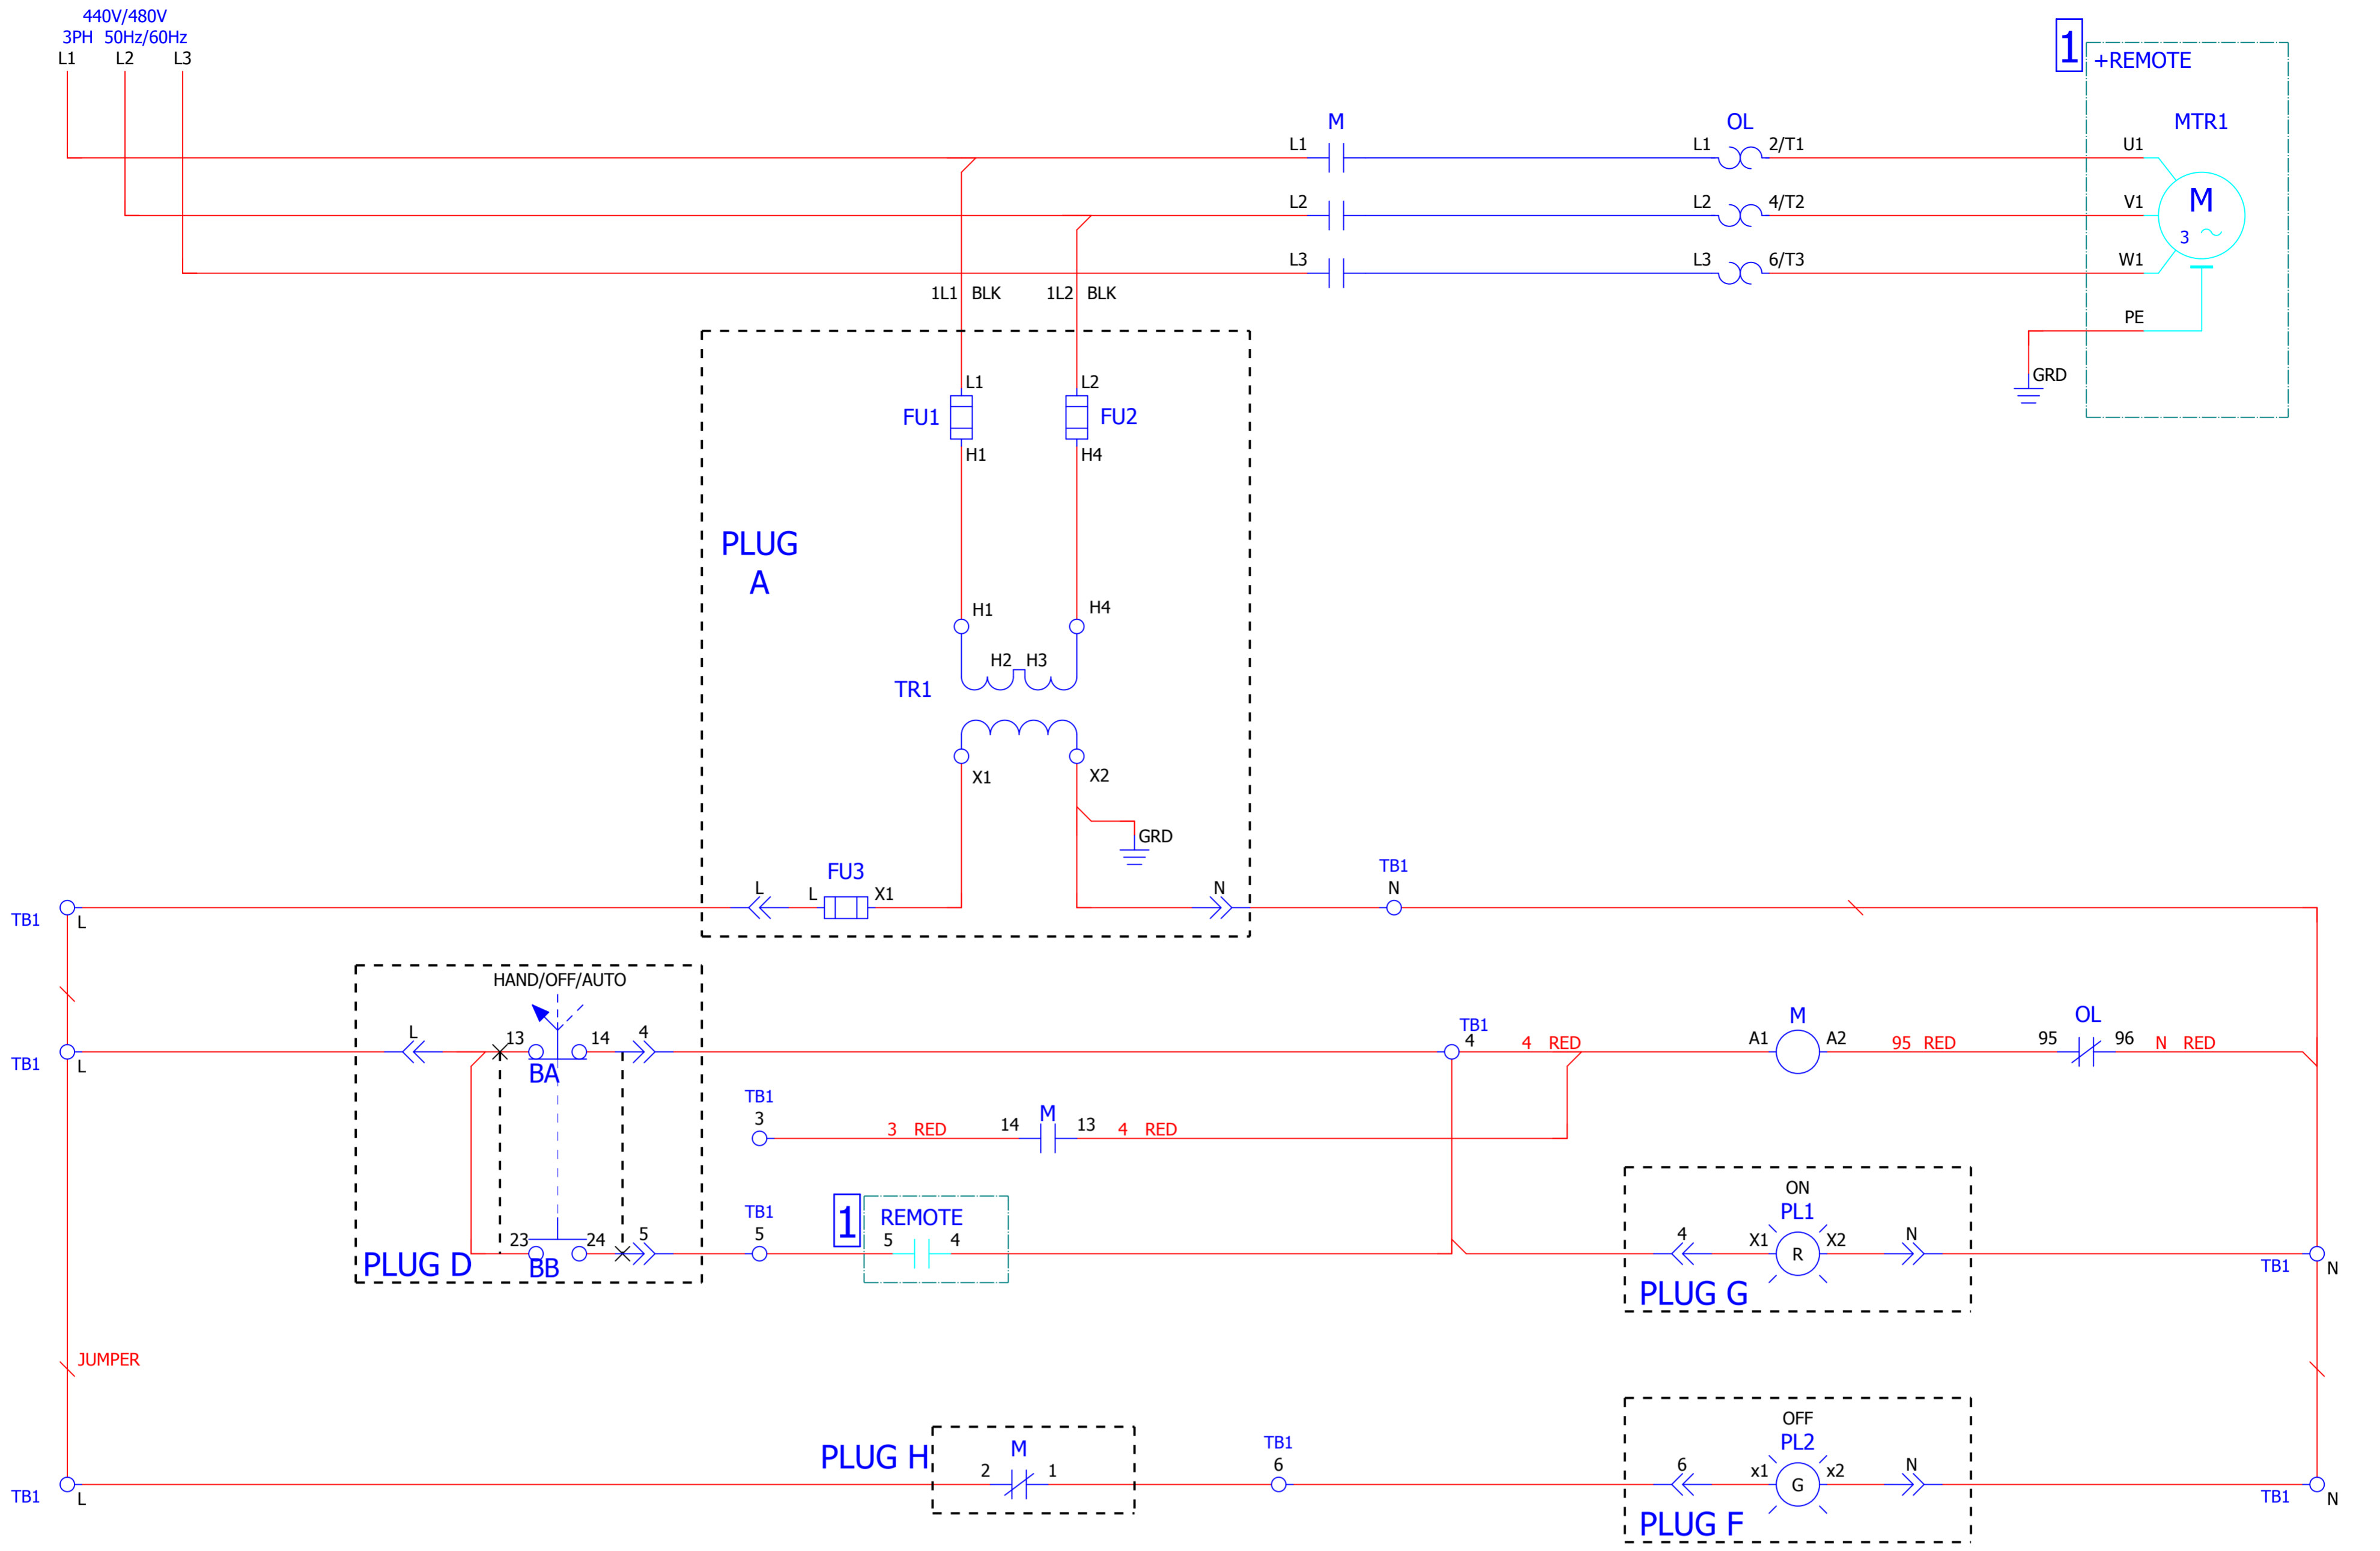 440V/480V
3PH 50Hz/60Hz
L1 L2 L3
1 +REMOTE
M OL MTR1
L1 L1 2/T1 U1
L2 L2 4/T2 V1
M
3
L3 L3 6/T3 W1
1L1 BLK 1L2 BLK
PE
GRD
L1 L2
FU1 FU2
H1 H4
PLUG
A
H1 H4
H2 H3
TR1
X1 X2
GRD
FU3
TB1
L L X1 N N
TB1 L
HAND/OFF/AUTO
L 13 14 4
BA
TB1 L
TB1
4 4 RED
M
A1 A2 95 RED
OL
95 96 N RED
TB1
3
3 RED 14 M 13 4 RED
ON
PL1
TB1
5
1 REMOTE
5 4
23 24 5
BB
PLUG D
4 X1 R X2 N
PLUG G
TB1 N
JUMPER
OFF
PL2
PLUG H
M
2 1
TB1
6
6 x1 G x2 N
PLUG F
TB1 L
TB1 N